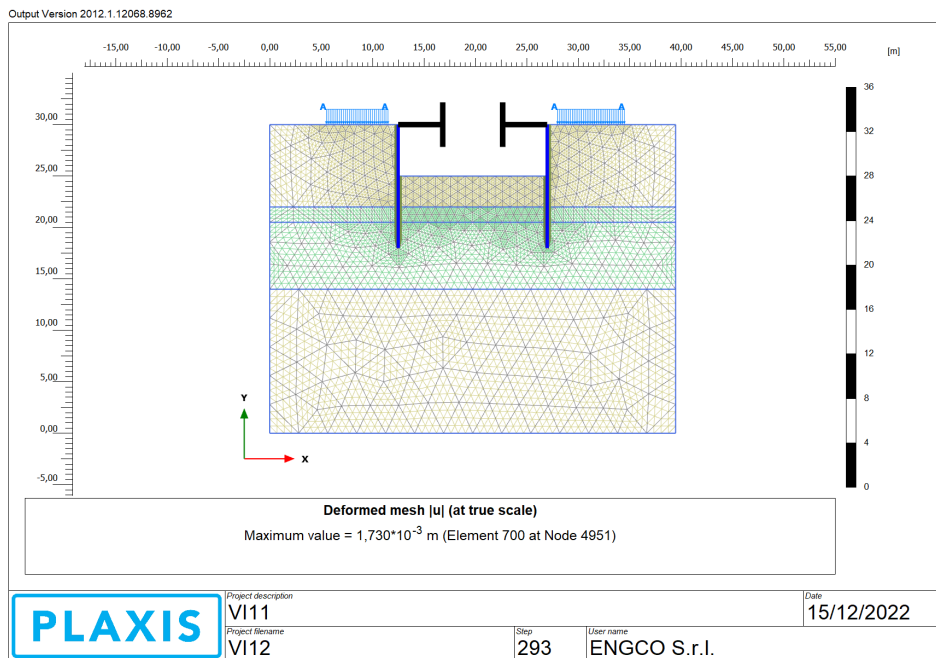 Output Version 2012.1.12068.8962
-15,00 -10,00 -5,00 0,00 5,00 10,00 15,00 20,00 25,00 30,00 35,00 40,00 45,00 50,00 55,00
[m]
36
32
28
24
20
16
12
8
4
0
30,00
25,00
20,00
15,00
10,00
5,00
0,00
-5,00
A A A A
Y
X
Deformed mesh |u| (at true scale)
Maximum value = 1,730*10⁻³ m (Element 700 at Node 4951)
PLAXIS
Project description
VI11
Date
15/12/2022
Project filename
VI12
Step
293
User name
ENGCO S.r.l.